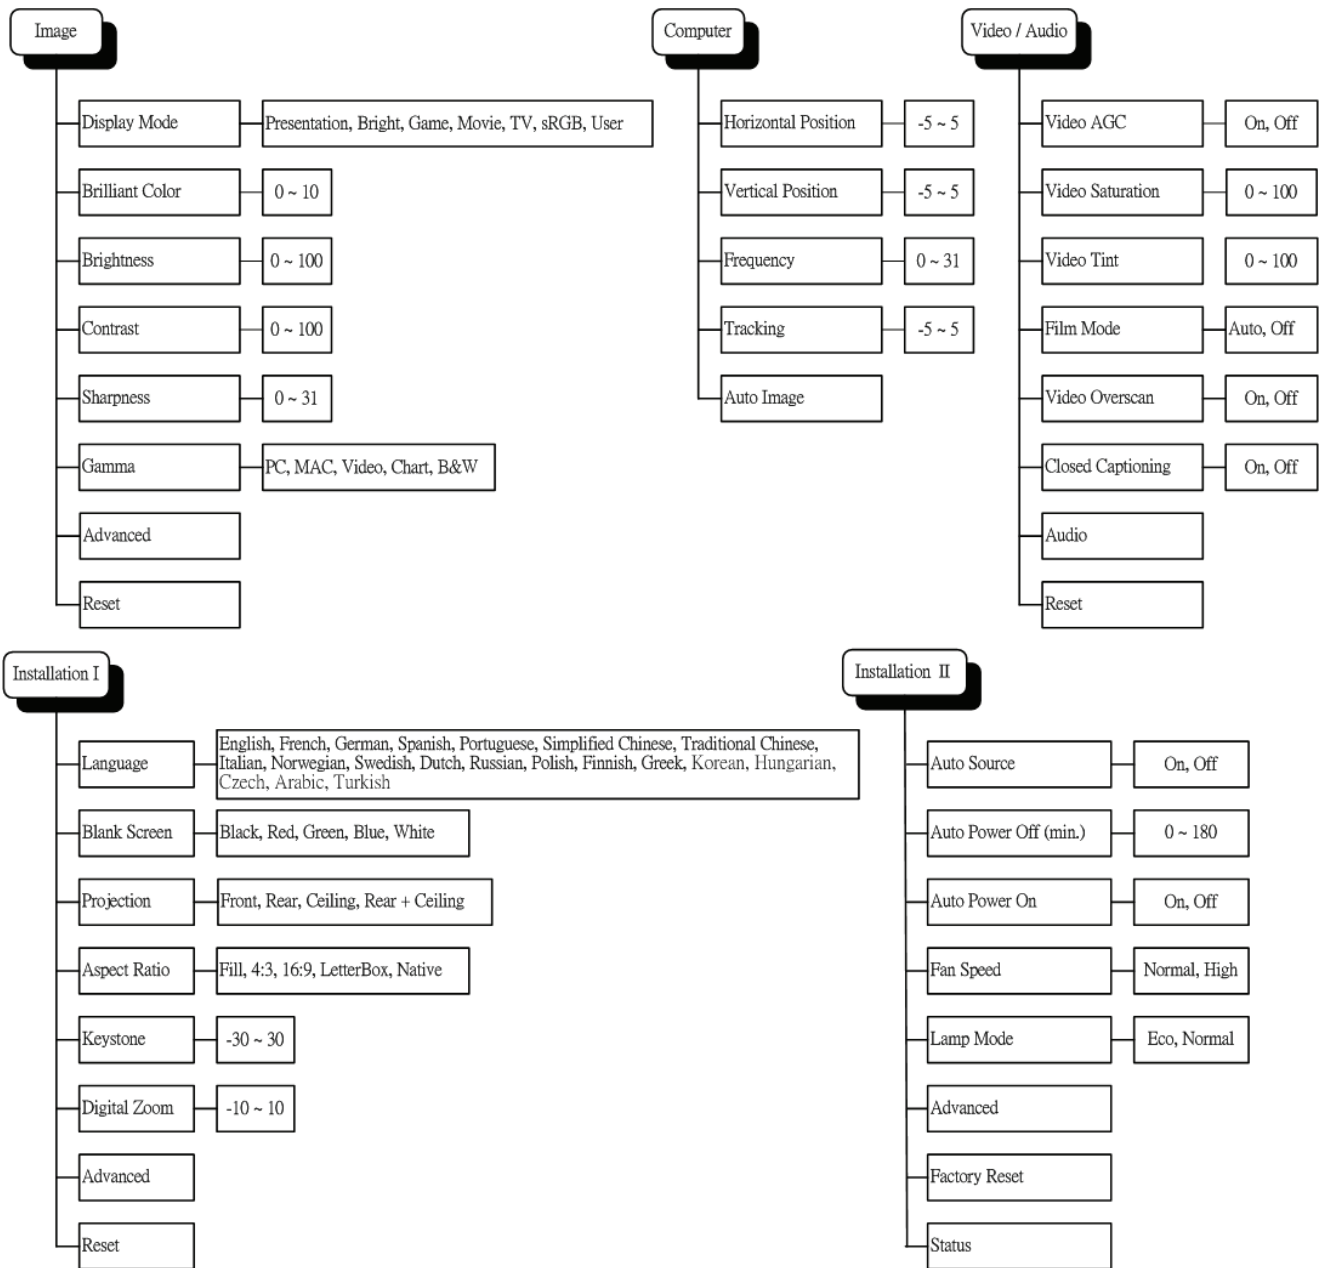 Image
Display Mode
Presentation, Bright, Game, Movie, TV, sRGB, User
Brilliant Color
0 ~ 10
Brightness
0 ~ 100
Contrast
0 ~ 100
Sharpness
0 ~ 31
Gamma
PC, MAC, Video, Chart, B&W
Advanced
Reset
Computer
Horizontal Position
-5 ~ 5
Vertical Position
-5 ~ 5
Frequency
0 ~ 31
Tracking
-5 ~ 5
Auto Image
Video / Audio
Video AGC
On, Off
Video Saturation
0 ~ 100
Video Tint
0 ~ 100
Film Mode
Auto, Off
Video Overscan
On, Off
Closed Captioning
On, Off
Audio
Reset
Installation I
Language
English, French, German, Spanish, Portuguese, Simplified Chinese, Traditional Chinese,
Italian, Norwegian, Swedish, Dutch, Russian, Polish, Finnish, Greek, Korean, Hungarian,
Czech, Arabic, Turkish
Blank Screen
Black, Red, Green, Blue, White
Projection
Front, Rear, Ceiling, Rear + Ceiling
Aspect Ratio
Fill, 4:3, 16:9, LetterBox, Native
Keystone
-30 ~ 30
Digital Zoom
-10 ~ 10
Advanced
Reset
Installation II
Auto Source
On, Off
Auto Power Off (min.)
0 ~ 180
Auto Power On
On, Off
Fan Speed
Normal, High
Lamp Mode
Eco, Normal
Advanced
Factory Reset
Status